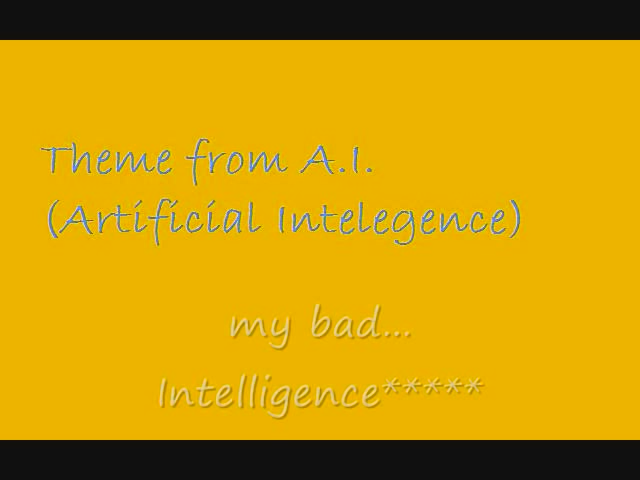 Theme from A.I.
(Artificial Intelegence)
my bad...
Intelligence*****